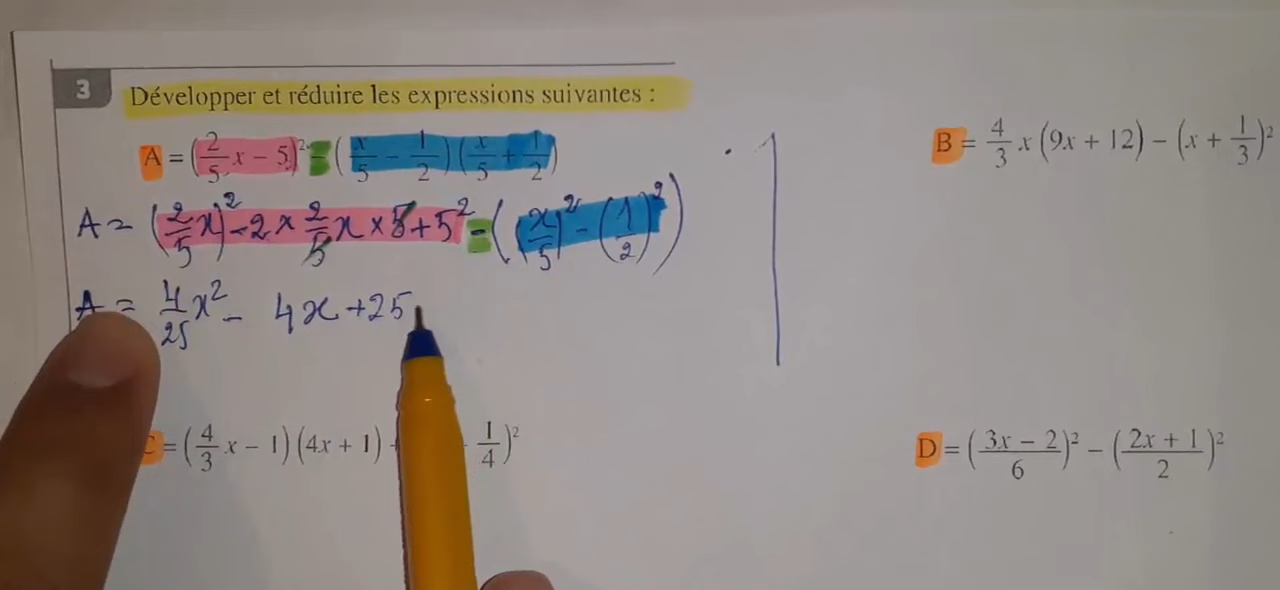 3 Développer et réduire les expressions suivantes :
A = (2/5 x − 5)² − (x/5 − 1/2)(x/5 + 1/2)
B = 4/3 x (9x + 12) − (x + 1/3)²
A = (2/5 x)² − 2 × 2/5 x × 5 + 5² − ((x/5)² − (1/2)²)
A = 4/25 x² − 4x + 25
C = (4/3 x − 1)(4x + 1) 1/4)²
D = (3x − 2/6)² − (2x + 1/2)²